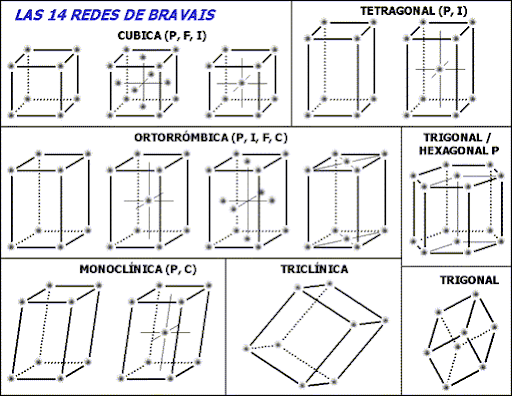 LAS 14 REDES DE BRAVAIS
CUBICA (P, F, I)
TETRAGONAL (P, I)
ORTORRÓMBICA (P, I, F, C)
TRIGONAL /
HEXAGONAL P
MONOCLÍNICA (P, C)
TRICLÍNICA
TRIGONAL